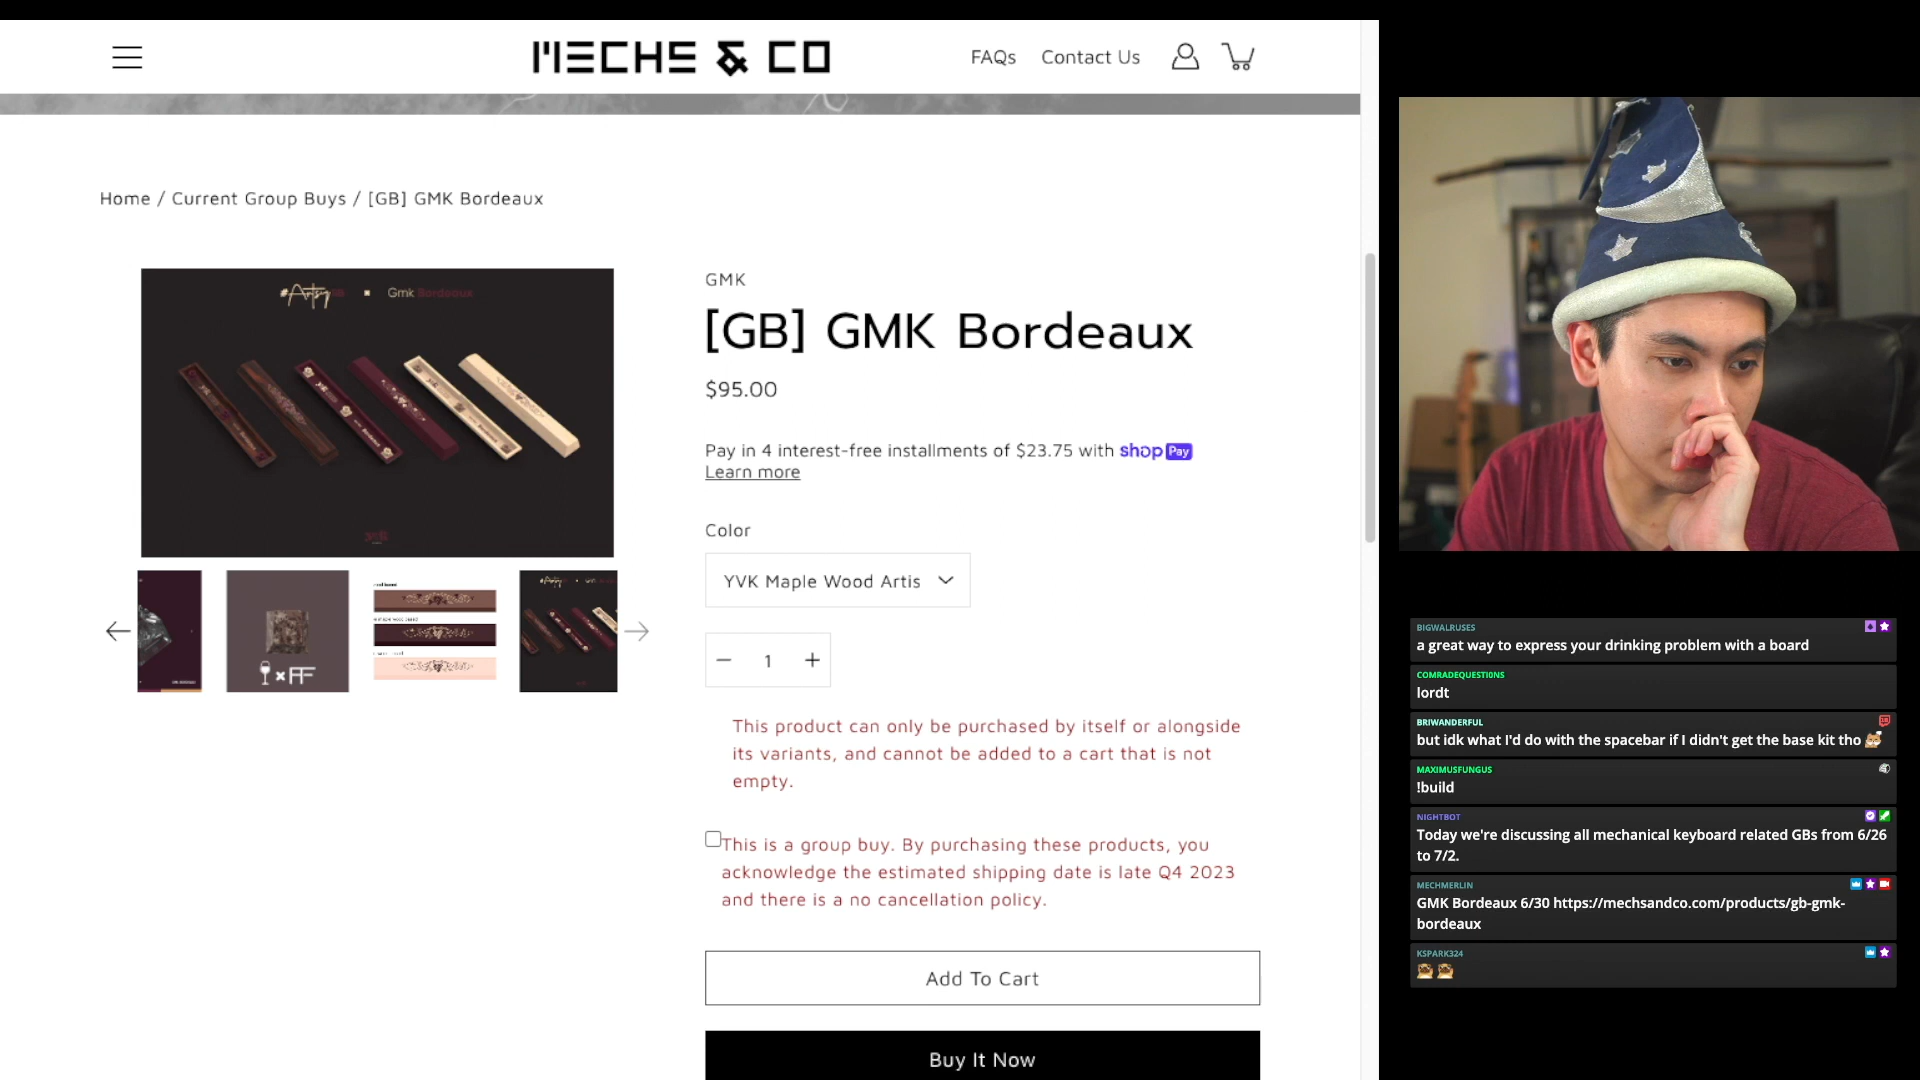 MECHS & CO
FAQs
Contact Us
Home / Current Group Buys / [GB] GMK Bordeaux
Gmk Bordeaux
GMK
[GB] GMK Bordeaux
$95.00
Pay in 4 interest-free installments of $23.75 with shop Pay
Learn more
Color
YVK Maple Wood Artis
− 1 +
This product can only be purchased by itself or alongside
its variants, and cannot be added to a cart that is not
empty.
This is a group buy. By purchasing these products, you
acknowledge the estimated shipping date is late Q4 2023
and there is a no cancellation policy.
Add To Cart
Buy It Now
BIGWALRUSES
a great way to express your drinking problem with a board
COMRADEQUESTI0NS
lordt
BRIWANDERFUL
but idk what I'd do with the spacebar if I didn't get the base kit tho
MAXIMUSFUNGUS
!build
NIGHTBOT
Today we're discussing all mechanical keyboard related GBs from 6/26
to 7/2.
MECHMERLIN
GMK Bordeaux 6/30 https://mechsandco.com/products/gb-gmk-
bordeaux
KSPARK324